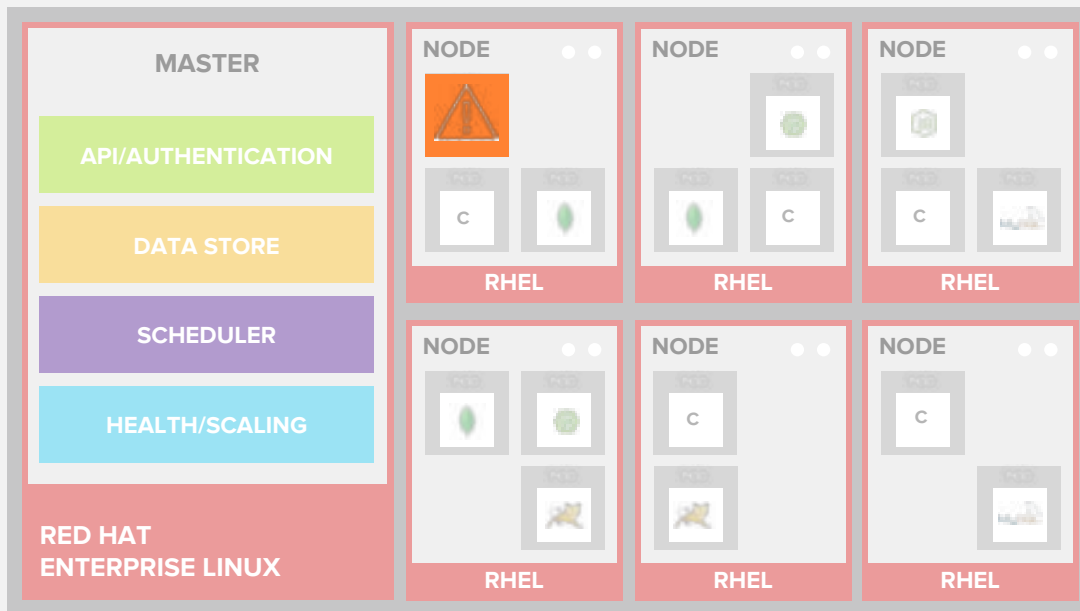 MASTER
API/AUTHENTICATION
DATA STORE
SCHEDULER
HEALTH/SCALING
RED HAT
ENTERPRISE LINUX
NODE
C
RHEL
NODE
C
RHEL
NODE
C
RHEL
NODE
RHEL
NODE
C
RHEL
NODE
C
RHEL